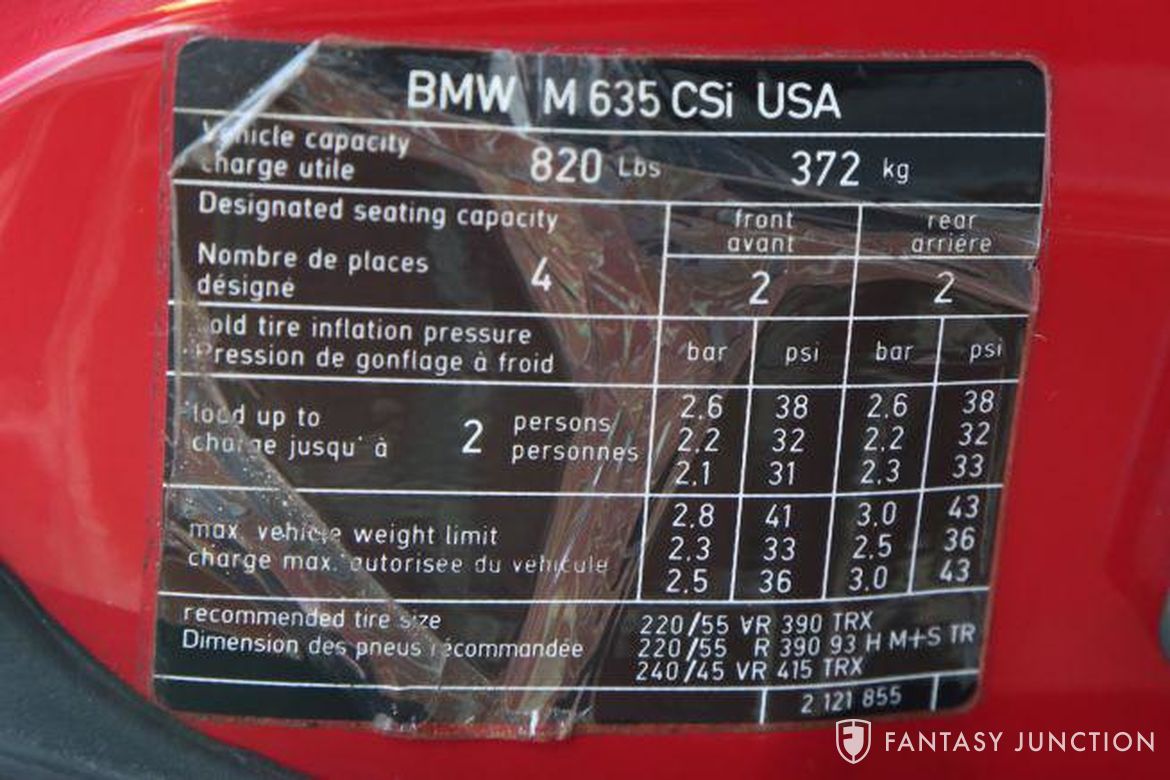 BMW M 635 CSi USA
Vehicle capacity
charge utile 820 Lbs 372 kg
Designated seating capacity
Nombre de places
désigné 4
front
avant
rear
arriére
2 2
old tire inflation pressure
Pression de gonflage à froid
bar psi bar psi
load up to
charge jusqu' à 2 persons
personnes
2.6 38 2.6 38
2.2 32 2.2 32
2.1 31 2.3 33
max. vehicle weight limit
charge max. autorisee du vehicule
2.8 41 3.0 43
2.3 33 2.5 36
2.5 36 3.0 43
recommended tire size
Dimension des pneus recommandée
220/55 VR 390 TRX
220/55 R 390 93 H M+S TR
240/45 VR 415 TRX
2 121 855
FANTASY JUNCTION